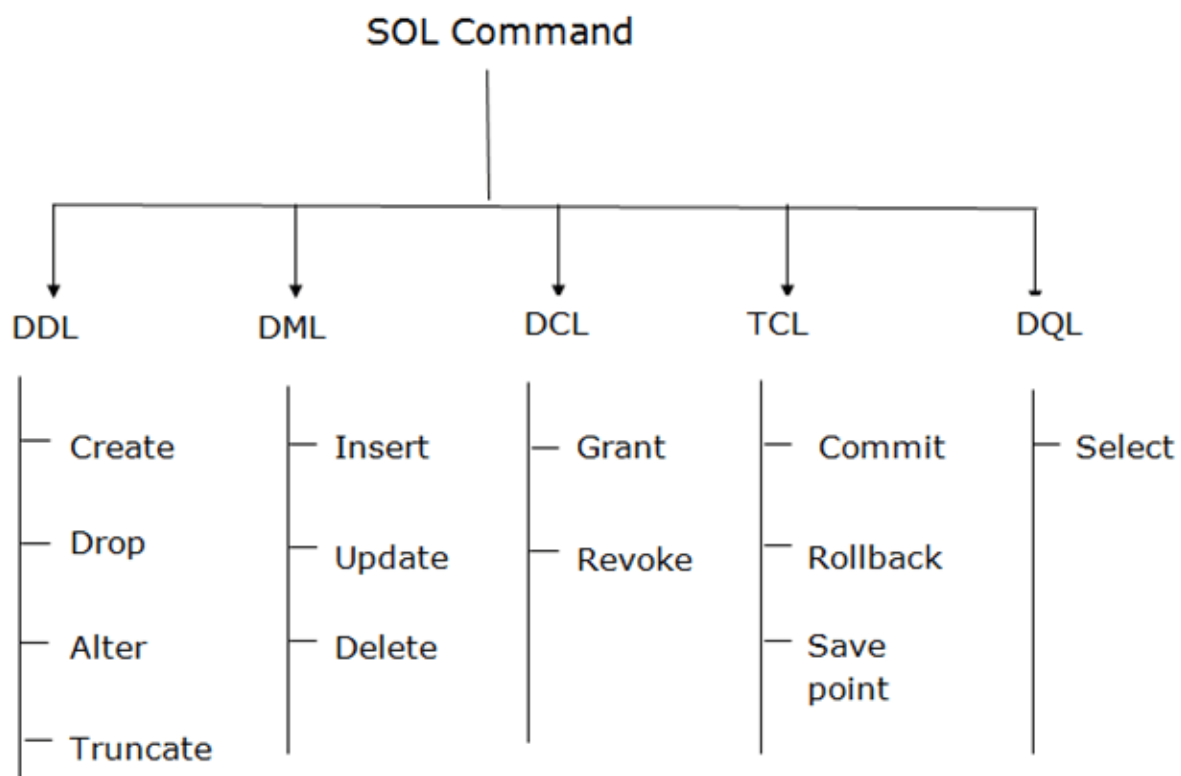 SOL Command
DDL DML DCL TCL DQL
Create Insert Grant Commit Select
Drop Update Revoke Rollback
Alter Delete Save
point
Truncate